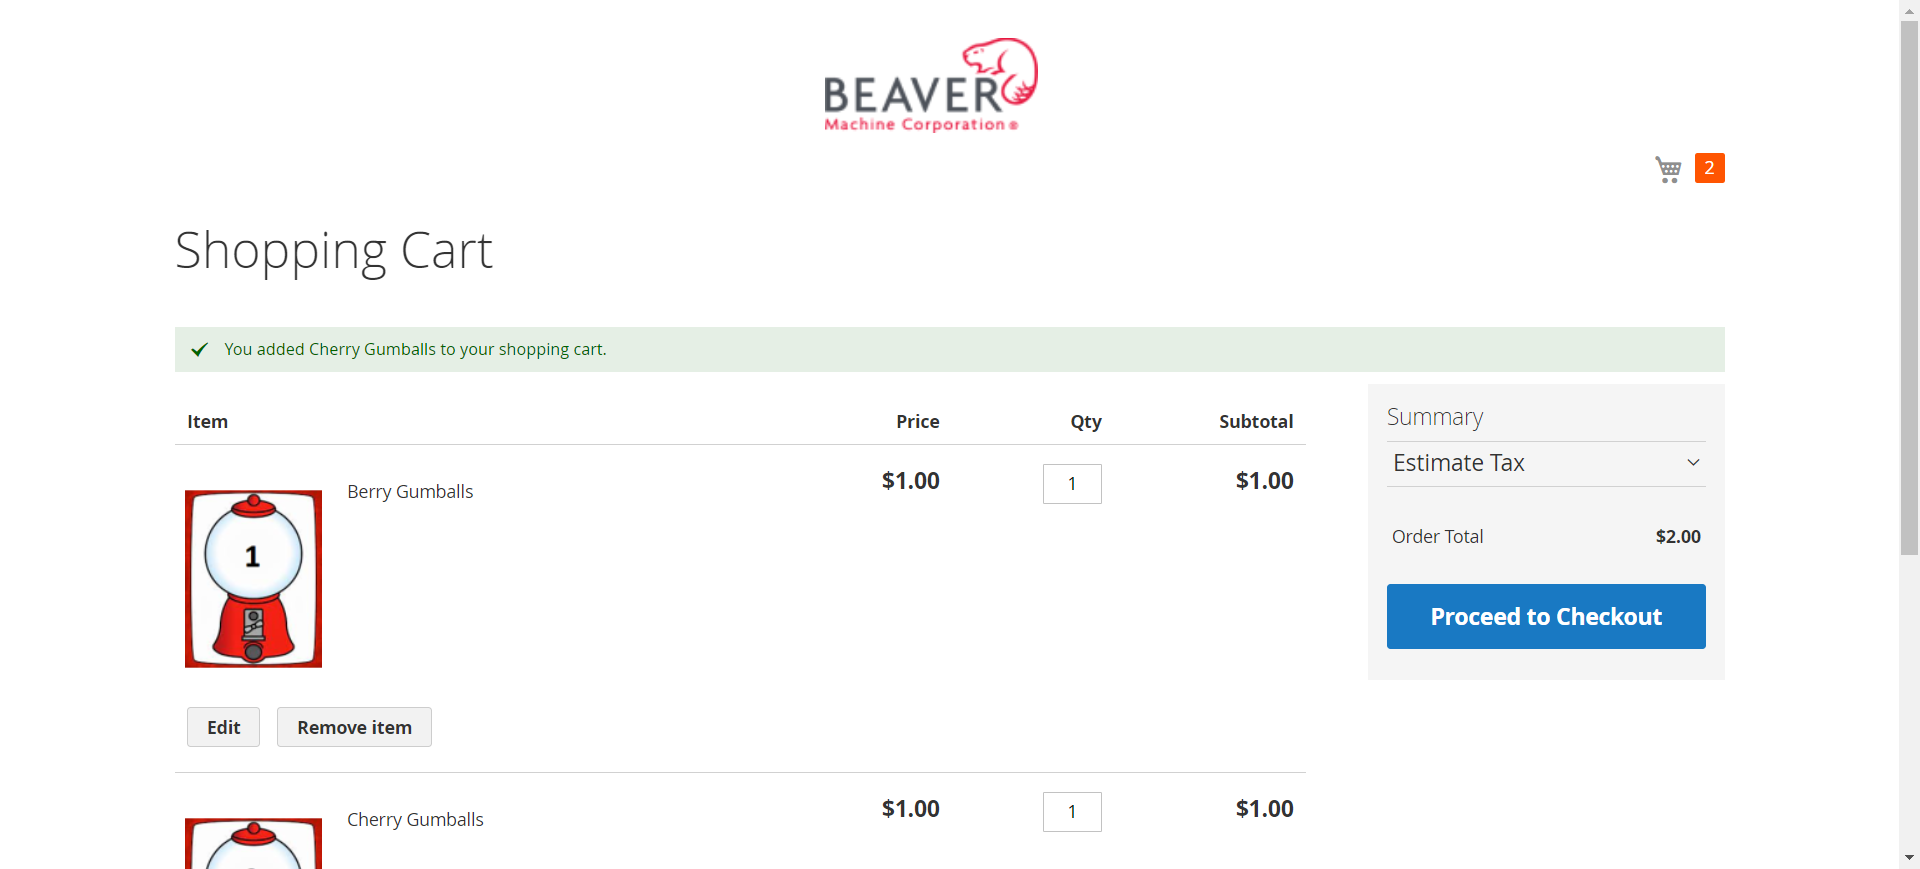 BEAVER
Machine Corporation ®
2
Shopping Cart
You added Cherry Gumballs to your shopping cart.
Item Price Qty Subtotal
Berry Gumballs $1.00 1 $1.00
1
Edit Remove item
Cherry Gumballs $1.00 1 $1.00
Summary
Estimate Tax
Order Total $2.00
Proceed to Checkout